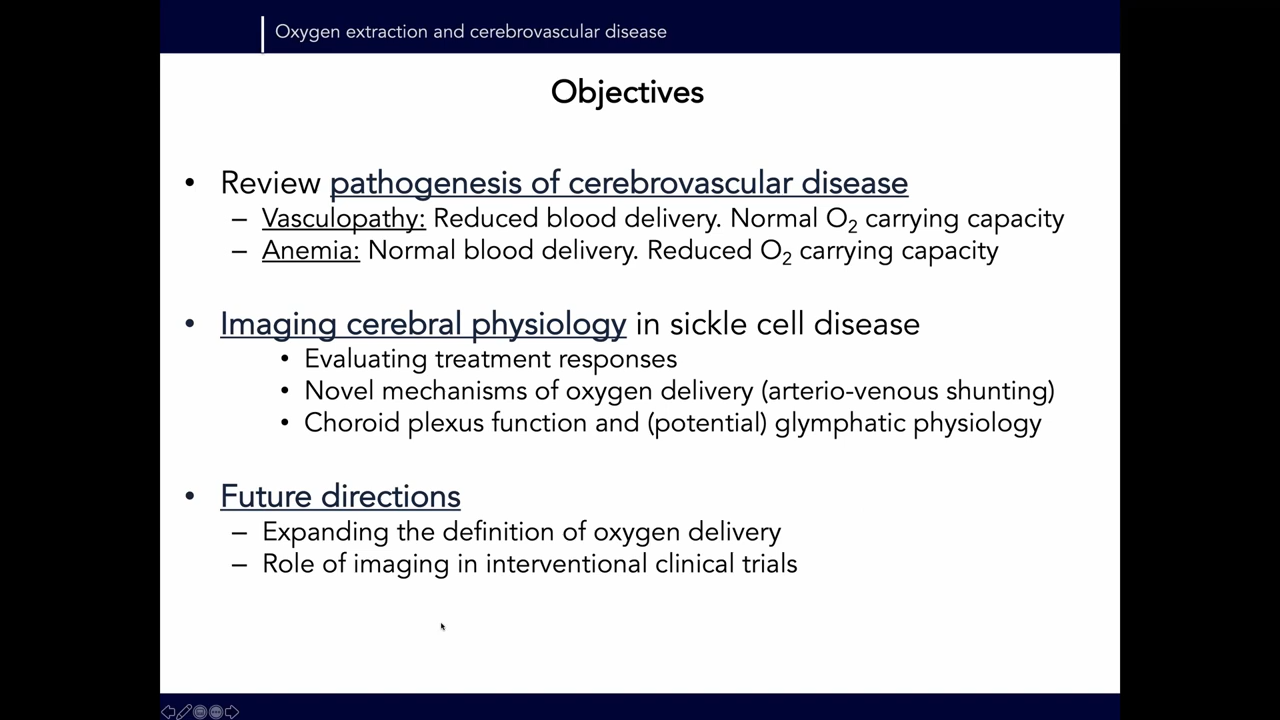 Oxygen extraction and cerebrovascular disease
Objectives
• Review pathogenesis of cerebrovascular disease
– Vasculopathy: Reduced blood delivery. Normal O₂ carrying capacity
– Anemia: Normal blood delivery. Reduced O₂ carrying capacity
• Imaging cerebral physiology in sickle cell disease
• Evaluating treatment responses
• Novel mechanisms of oxygen delivery (arterio-venous shunting)
• Choroid plexus function and (potential) glymphatic physiology
• Future directions
– Expanding the definition of oxygen delivery
– Role of imaging in interventional clinical trials